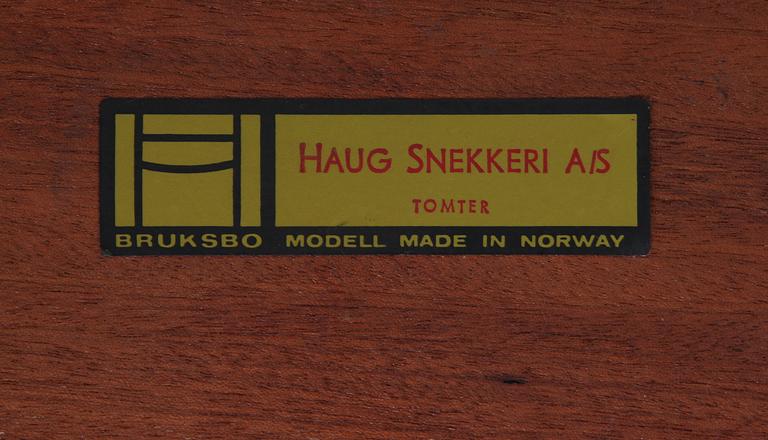 HAUG SNEKKERI A/S
TOMTER
BRUKSBO MODELL MADE IN NORWAY